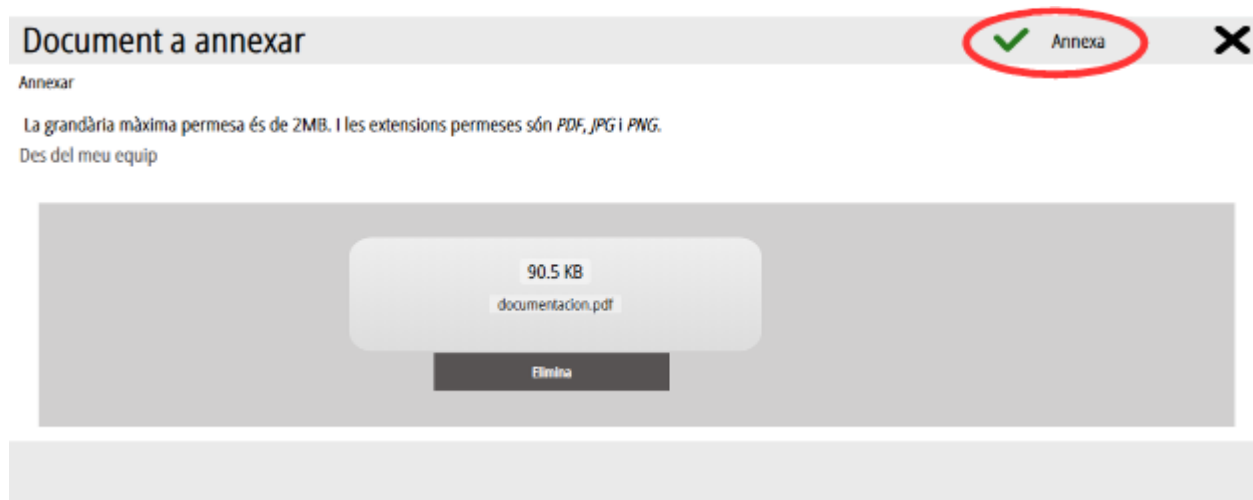 Document a annexar
Annexa
Annexar
La grandària màxima permesa és de 2MB. I les extensions permeses són PDF, JPG i PNG.
Des del meu equip
90.5 KB
documentacion.pdf
Elimina